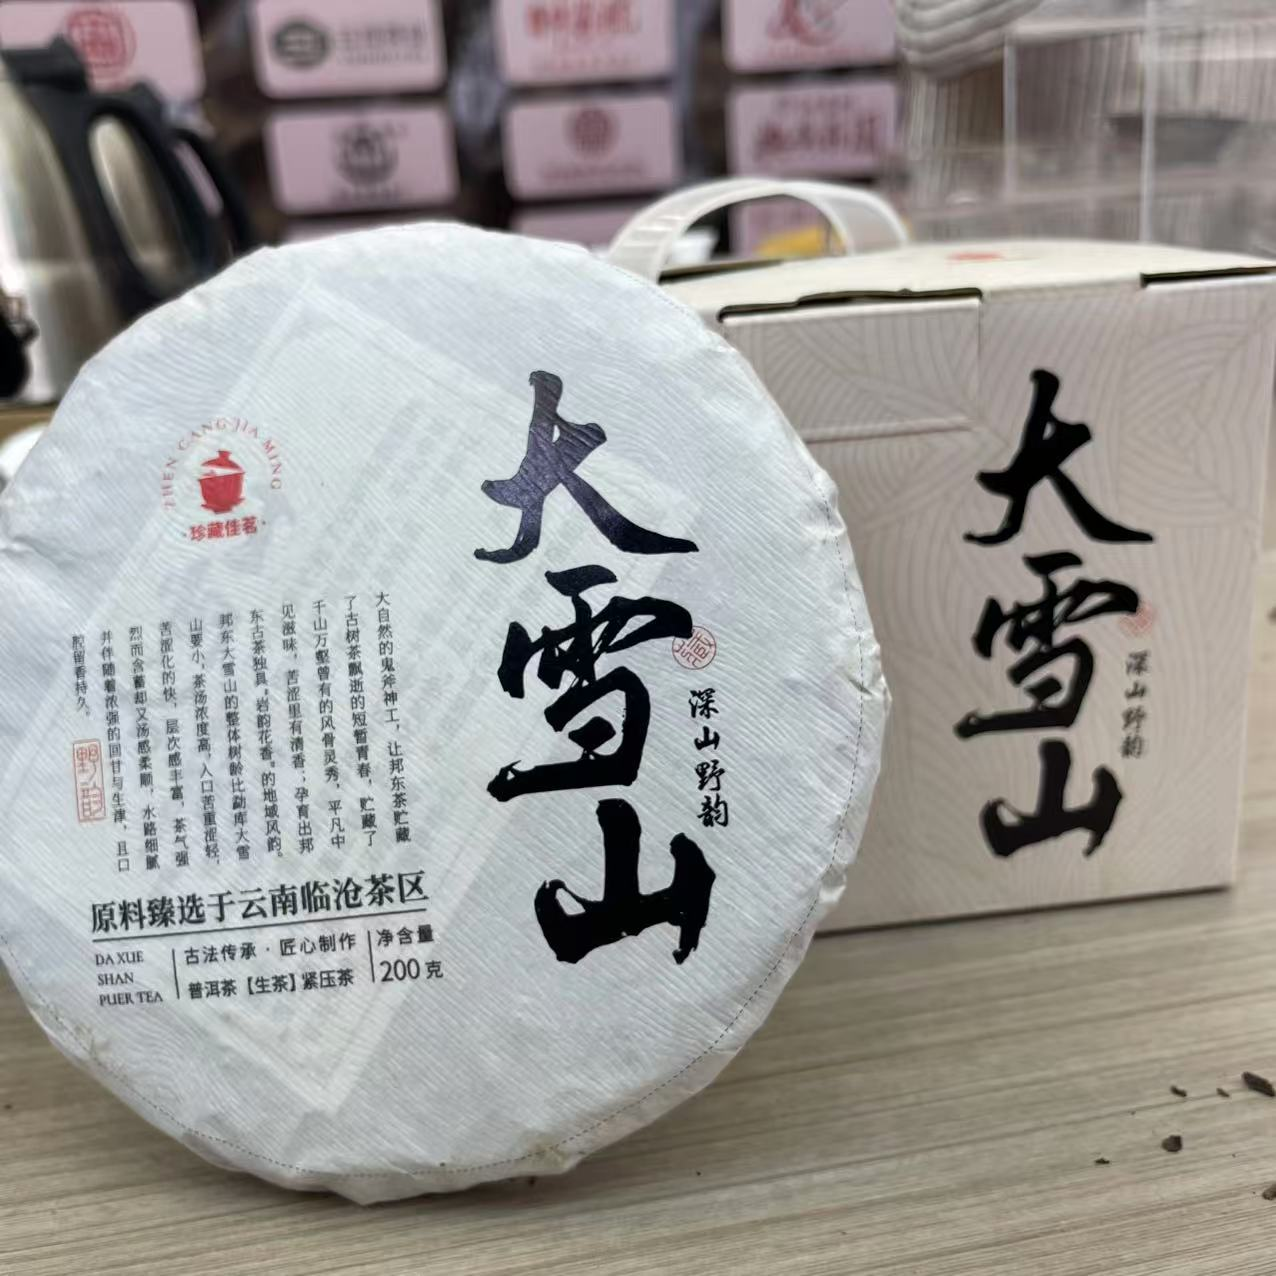 ZHEN CANG JIA MING
·珍藏佳茗·
大雪山
藏
深山野韵
大自然的鬼斧神工，让邦东茶贮藏
了古树茶飘逝的短暂青春，贮藏了
千山万壑曾有的风骨灵秀，平凡中
见滋味，苦涩里有清香；孕育出邦
东古茶独具，岩韵花香。的地域风韵。
邦东大雪山的整体树龄比勐库大雪
山要小，茶汤浓度高，入口苦重涩轻，
苦涩化的快，层次感丰富，茶气强
烈而含蓄却又汤感柔顺，水路细腻
并伴随着浓强的回甘与生津，且口
腔留香持久。
野韵
原料臻选于云南临沧茶区
DA XUE
SHAN
PUER TEA
古法传承·匠心制作
普洱茶【生茶】紧压茶
净含量
200克
大雪山
深山野韵